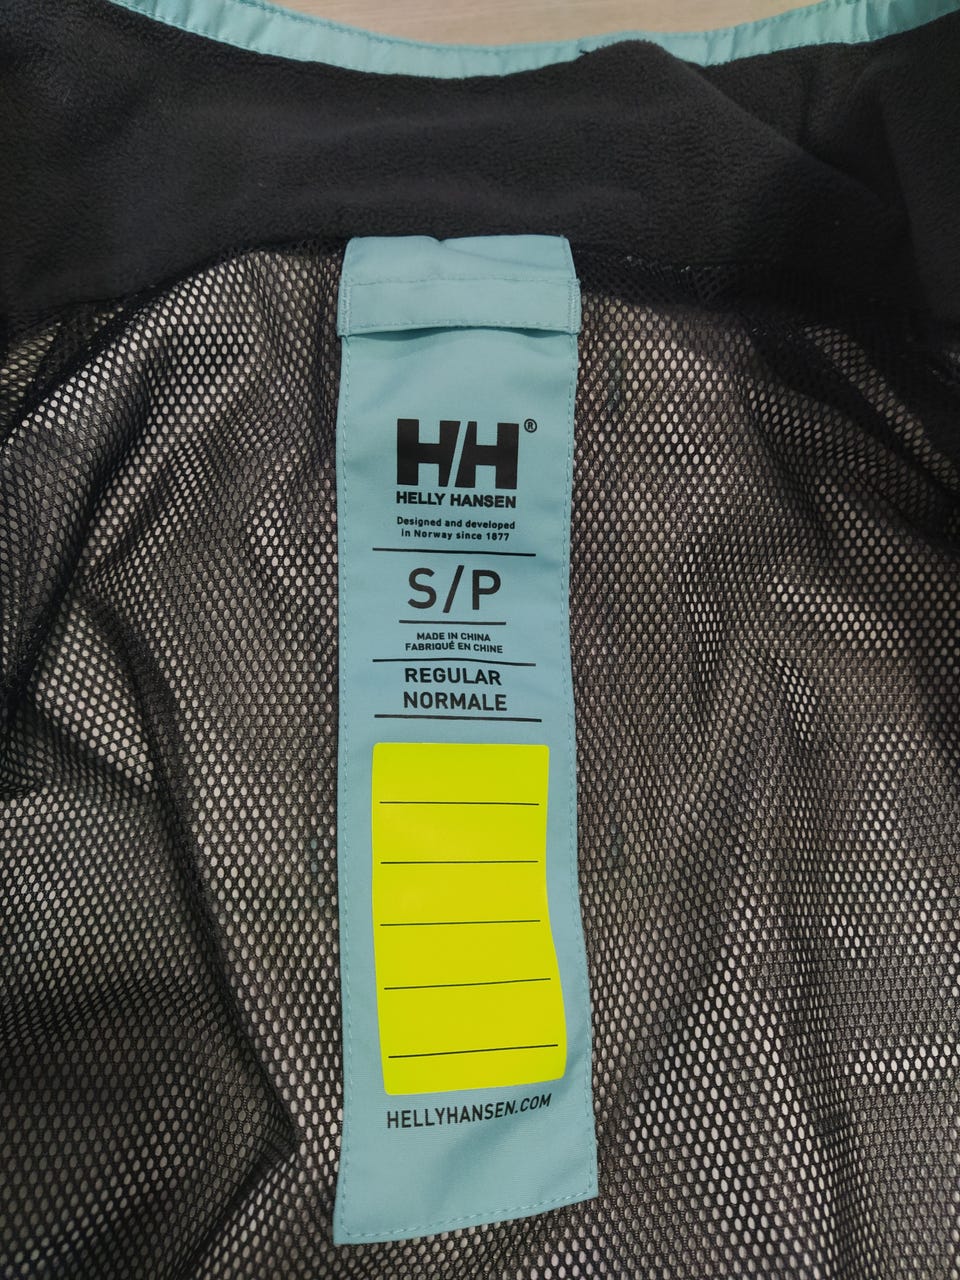 HH®
HELLY HANSEN
Designed and developed
in Norway since 1877
S/P
MADE IN CHINA
FABRIQUÉ EN CHINE
REGULAR
NORMALE
HELLYHANSEN.COM